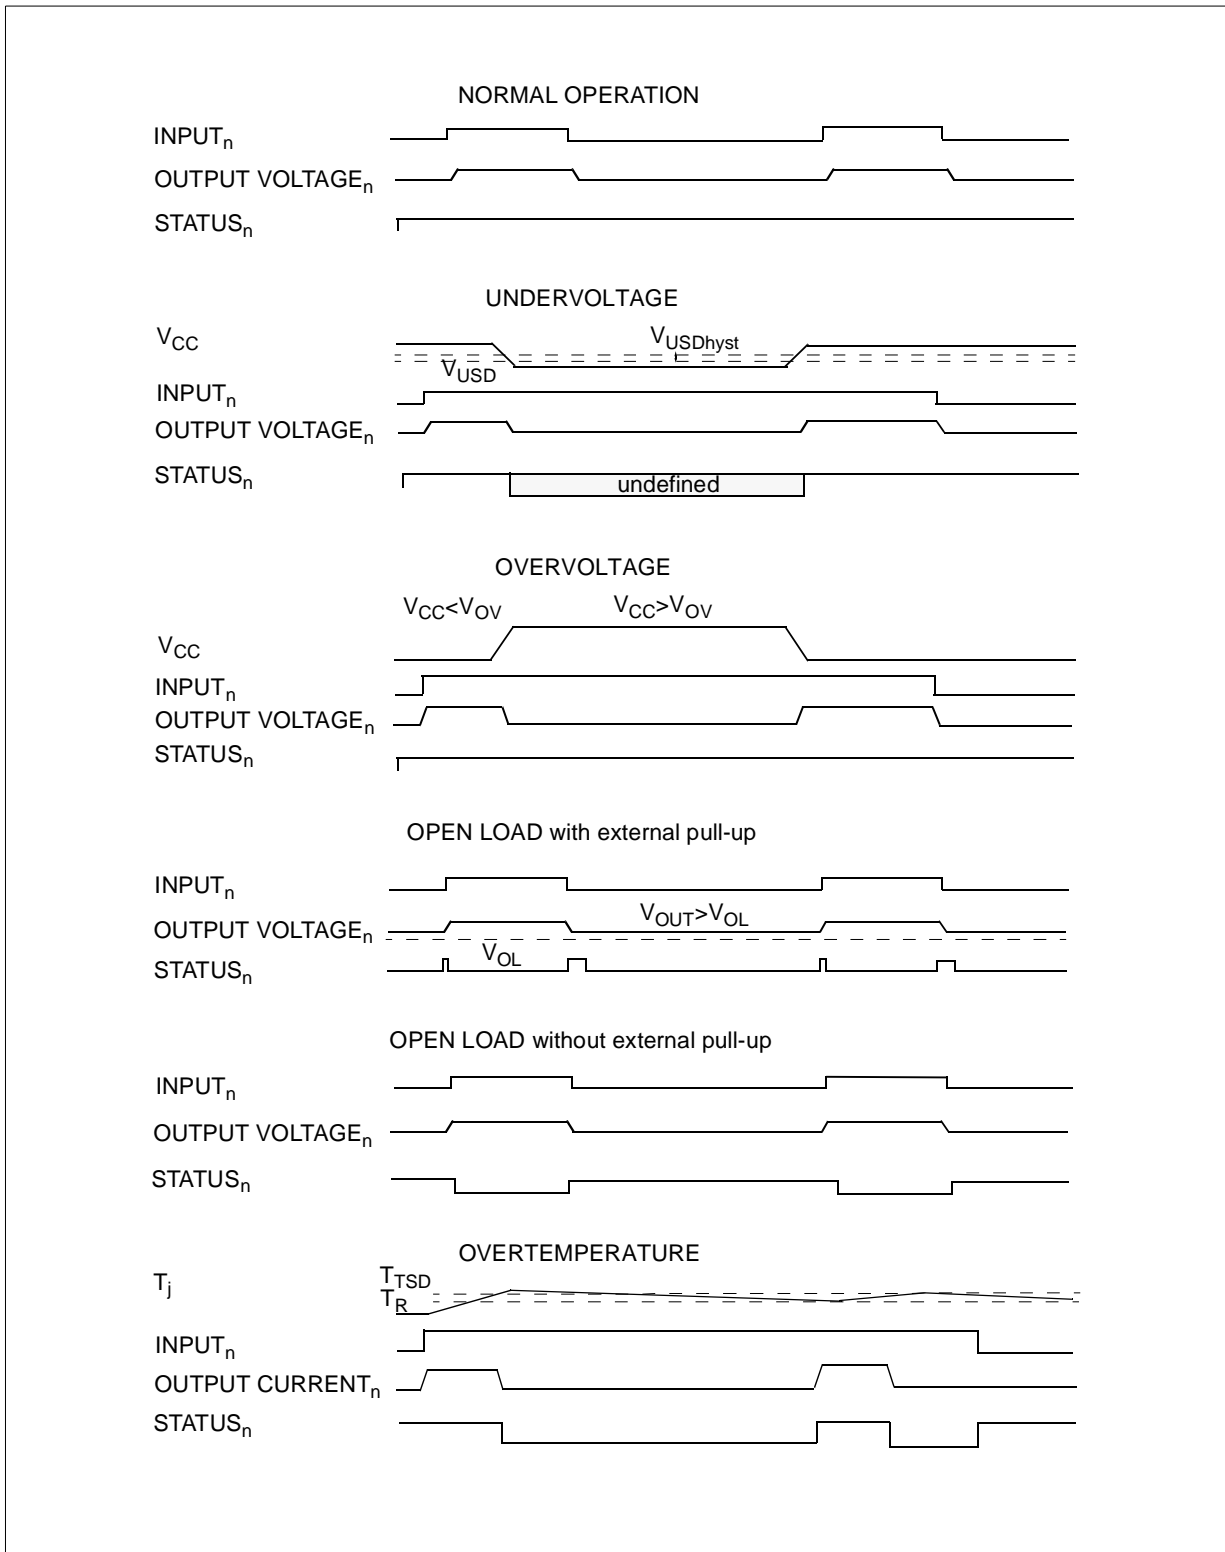 NORMAL OPERATION
INPUTn
OUTPUT VOLTAGEn
STATUSn
UNDERVOLTAGE
VCC
VUSDhyst
VUSD
INPUTn
OUTPUT VOLTAGEn
STATUSn
undefined
OVERVOLTAGE
VCC<VOV
VCC>VOV
VCC
INPUTn
OUTPUT VOLTAGEn
STATUSn
OPEN LOAD with external pull-up
INPUTn
OUTPUT VOLTAGEn
VOUT>VOL
VOL
STATUSn
OPEN LOAD without external pull-up
INPUTn
OUTPUT VOLTAGEn
STATUSn
OVERTEMPERATURE
Tj
TTSD
TR
INPUTn
OUTPUT CURRENTn
STATUSn